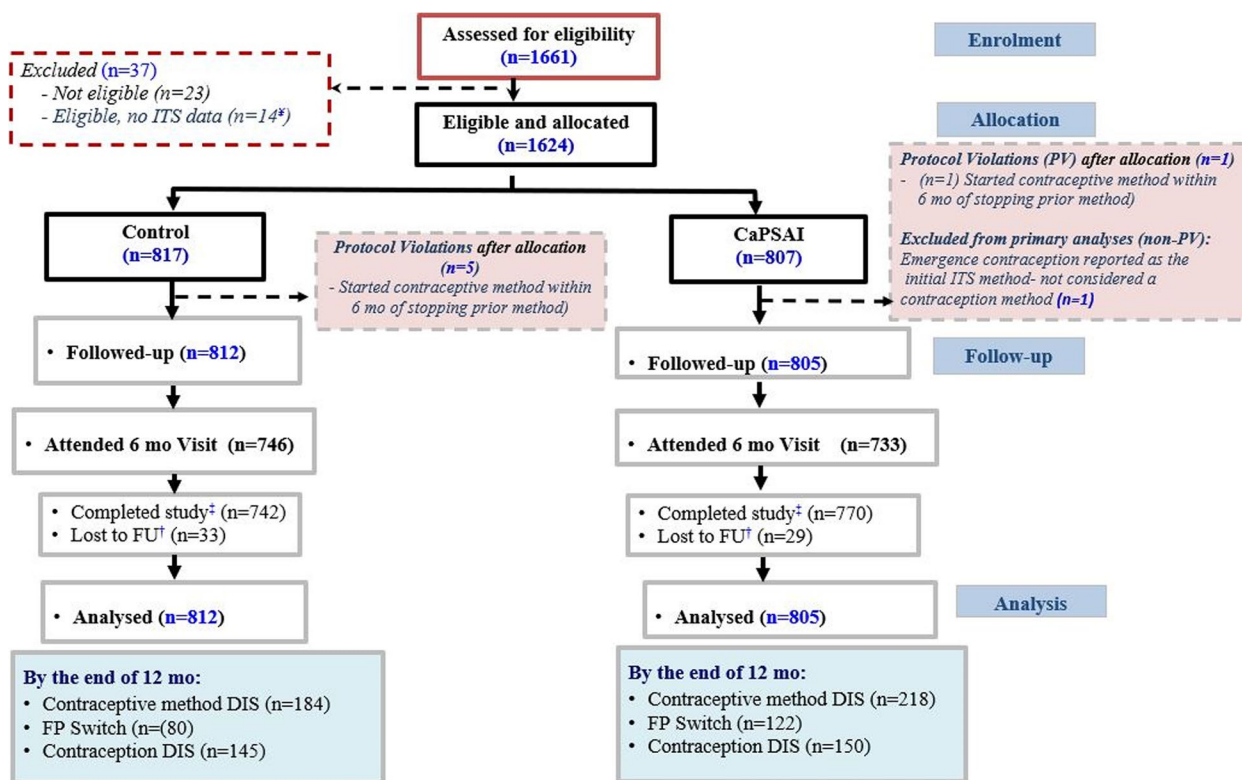 Assessed for eligibility
(n=1661)
Enrolment
Excluded (n=37)
- Not eligible (n=23)
- Eligible, no ITS data (n=14¥)
Eligible and allocated
(n=1624)
Allocation
Protocol Violations (PV) after allocation (n=1)
- (n=1) Started contraceptive method within
6 mo of stopping prior method)
Excluded from primary analyses (non-PV):
Emergence contraception reported as the
initial ITS method- not considered a
contraception method (n=1)
Control
(n=817)
Protocol Violations after allocation
(n=5)
- Started contraceptive method within
6 mo of stopping prior method)
CaPSAI
(n=807)
• Followed-up (n=812)
• Followed-up (n=805)
Follow-up
• Attended 6 mo Visit (n=746)
• Attended 6 mo Visit (n=733)
• Completed study‡ (n=742)
• Lost to FU† (n=33)
• Completed study‡ (n=770)
• Lost to FU† (n=29)
• Analysed (n=812)
• Analysed (n=805)
Analysis
By the end of 12 mo:
• Contraceptive method DIS (n=184)
• FP Switch (n=(80)
• Contraception DIS (n=145)
By the end of 12 mo:
• Contraceptive method DIS (n=218)
• FP Switch (n=122)
• Contraception DIS (n=150)